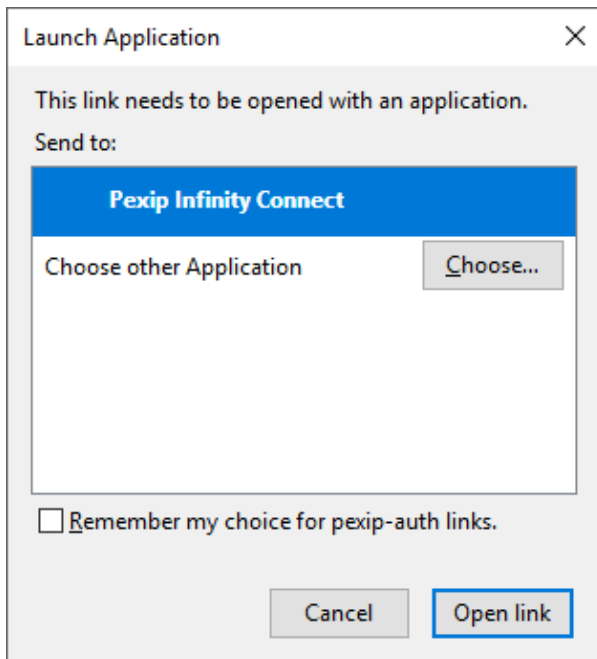 Launch Application
This link needs to be opened with an application.
Send to:
Pexip Infinity Connect
Choose other Application
Choose...
Remember my choice for pexip-auth links.
Cancel
Open link